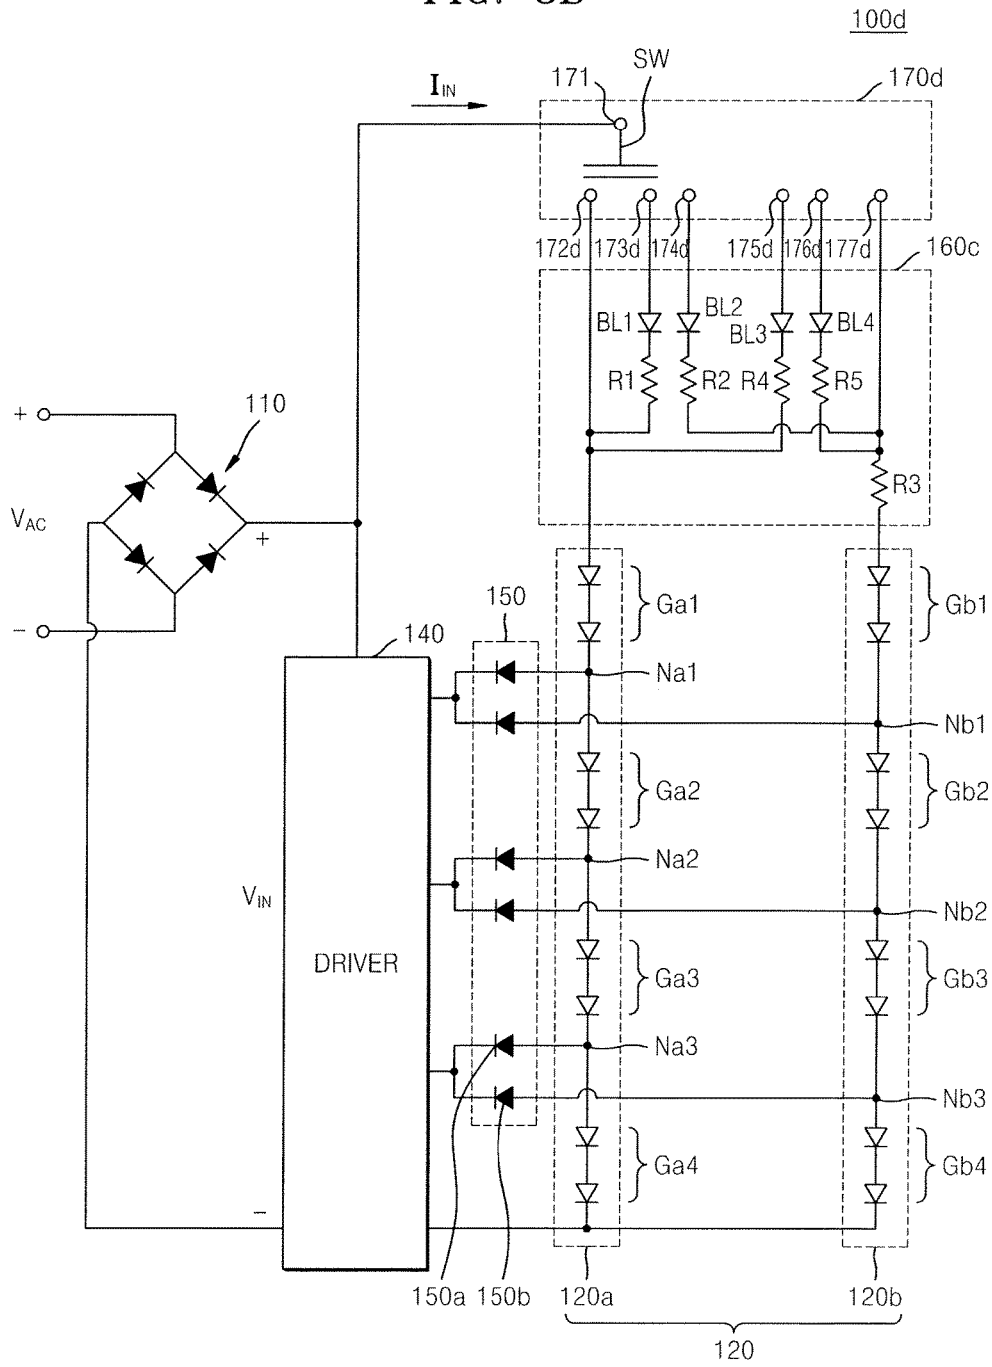 100d
SW
I_IN
171
170d
172d 173d 174d 175d 176d 177d
160c
BL1 BL2 BL3 BL4
R1 R2 R4 R5
R3
+
110
V_AC
+
−
150
Ga1 Gb1
140
Na1
Nb1
Ga2 Gb2
Na2
V_IN
Nb2
DRIVER
Ga3 Gb3
Na3
Nb3
Ga4 Gb4
−
150a 150b 120a 120b
120